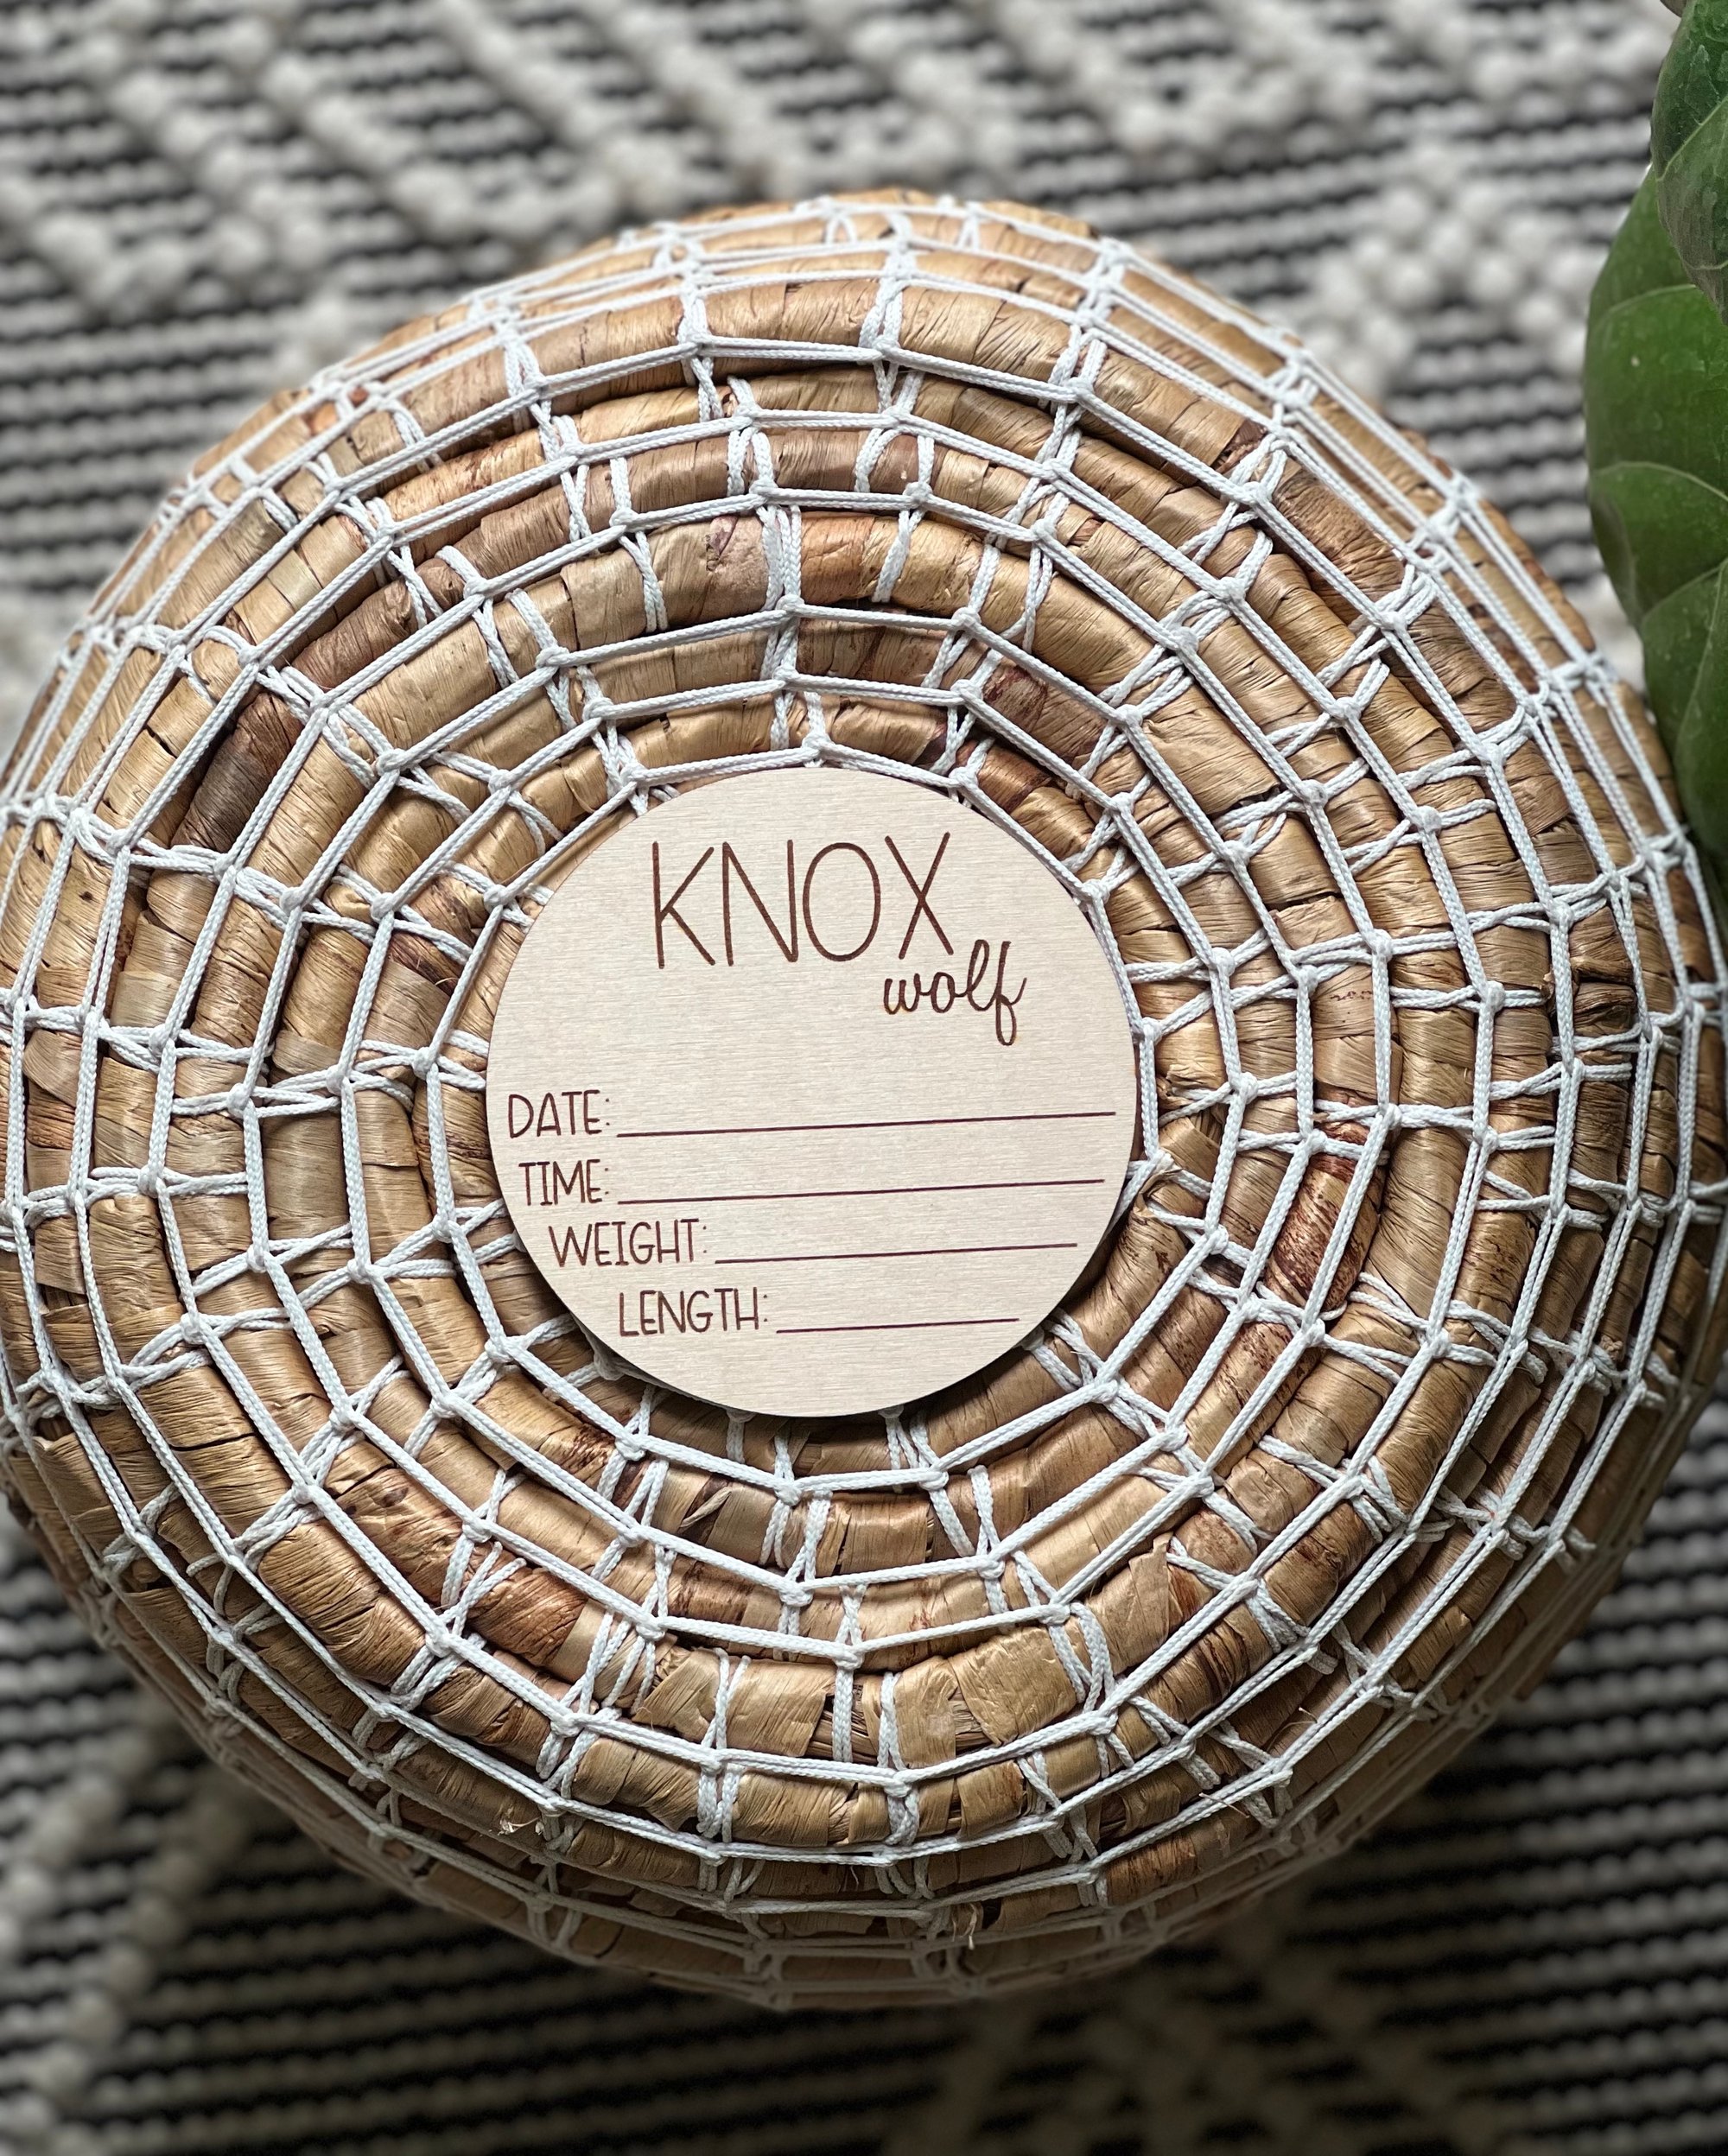 KNOX
wolf
DATE:
TIME:
WEIGHT:
LENGTH: